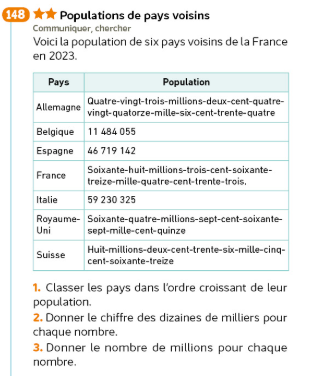 148 ★★ Populations de pays voisins
Communiquer, chercher
Voici la population de six pays voisins de la France
en 2023.
Pays Population
Allemagne Quatre-vingt-trois-millions-deux-cent-quatre-
vingt-quatorze-mille-six-cent-trente-quatre
Belgique 11 484 055
Espagne 46 719 142
France Soixante-huit-millions-trois-cent-soixante-
treize-mille-quatre-cent-trente-trois.
Italie 59 230 325
Royaume-
Uni Soixante-quatre-millions-sept-cent-soixante-
sept-mille-cent-quinze
Suisse Huit-millions-deux-cent-trente-six-mille-cinq-
cent-soixante-treize
1. Classer les pays dans l'ordre croissant de leur
population.
2. Donner le chiffre des dizaines de milliers pour
chaque nombre.
3. Donner le nombre de millions pour chaque
nombre.